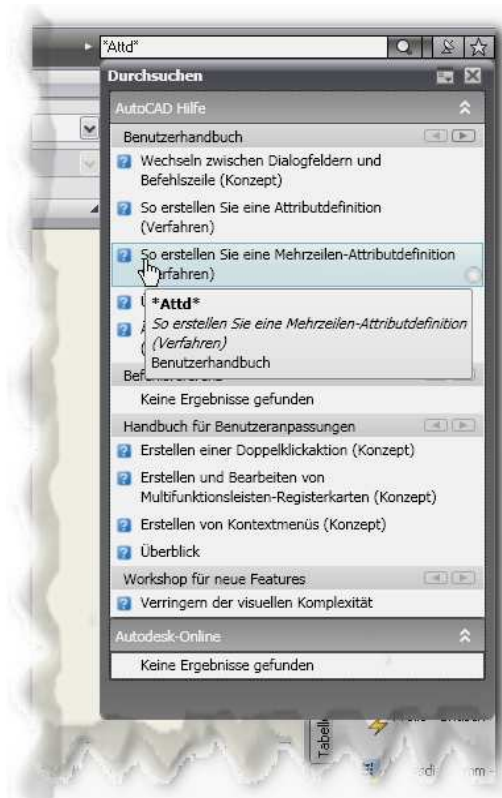 *Attd*
Durchsuchen
AutoCAD Hilfe
Benutzerhandbuch
Wechseln zwischen Dialogfeldern und
Befehlszeile (Konzept)
So erstellen Sie eine Attributdefinition
(Verfahren)
So erstellen Sie eine Mehrzeilen-Attributdefinition
*Attd*
So erstellen Sie eine Mehrzeilen-Attributdefinition
(Verfahren)
Benutzerhandbuch
Keine Ergebnisse gefunden
Handbuch für Benutzeranpassungen
Erstellen einer Doppelklickaktion (Konzept)
Erstellen und Bearbeiten von
Multifunktionsleisten-Registerkarten (Konzept)
Erstellen von Kontextmenüs (Konzept)
Überblick
Workshop für neue Features
Verringern der visuellen Komplexität
Autodesk-Online
Keine Ergebnisse gefunden